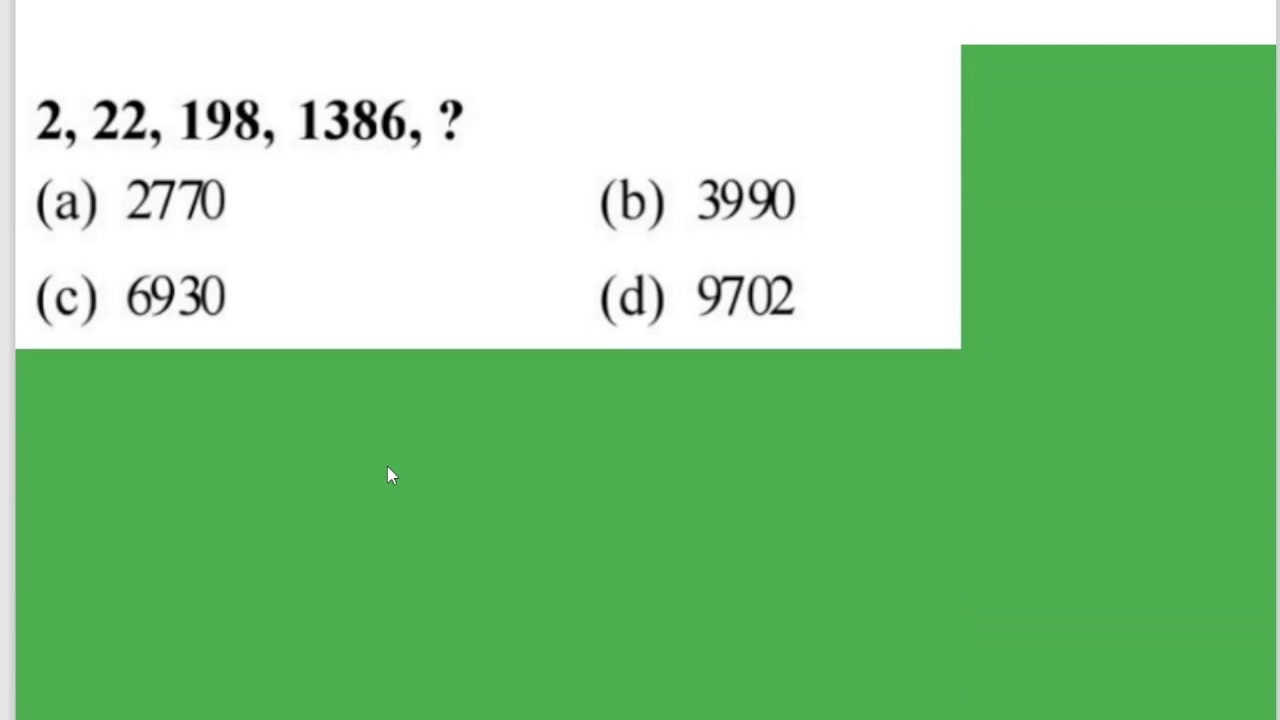 2, 22, 198, 1386, ?
(a) 2770 (b) 3990
(c) 6930 (d) 9702